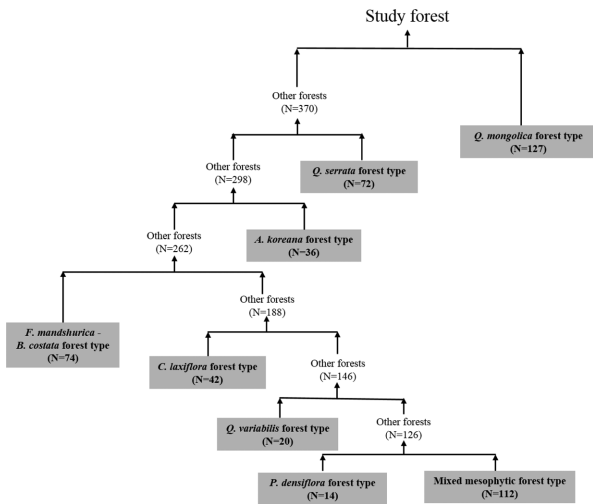 Study forest
Other forests
(N=370)
Q. mongolica forest type
(N=127)
Other forests
(N=298)
Q. serrata forest type
(N=72)
Other forests
(N=262)
A. koreana forest type
(N=36)
Other forests
(N=188)
F. mandshurica -
B. costata forest type
(N=74)
C. laxiflora forest type
(N=42)
Other forests
(N=146)
Q. variabilis forest type
(N=20)
Other forests
(N=126)
P. densiflora forest type
(N=14)
Mixed mesophytic forest type
(N=112)